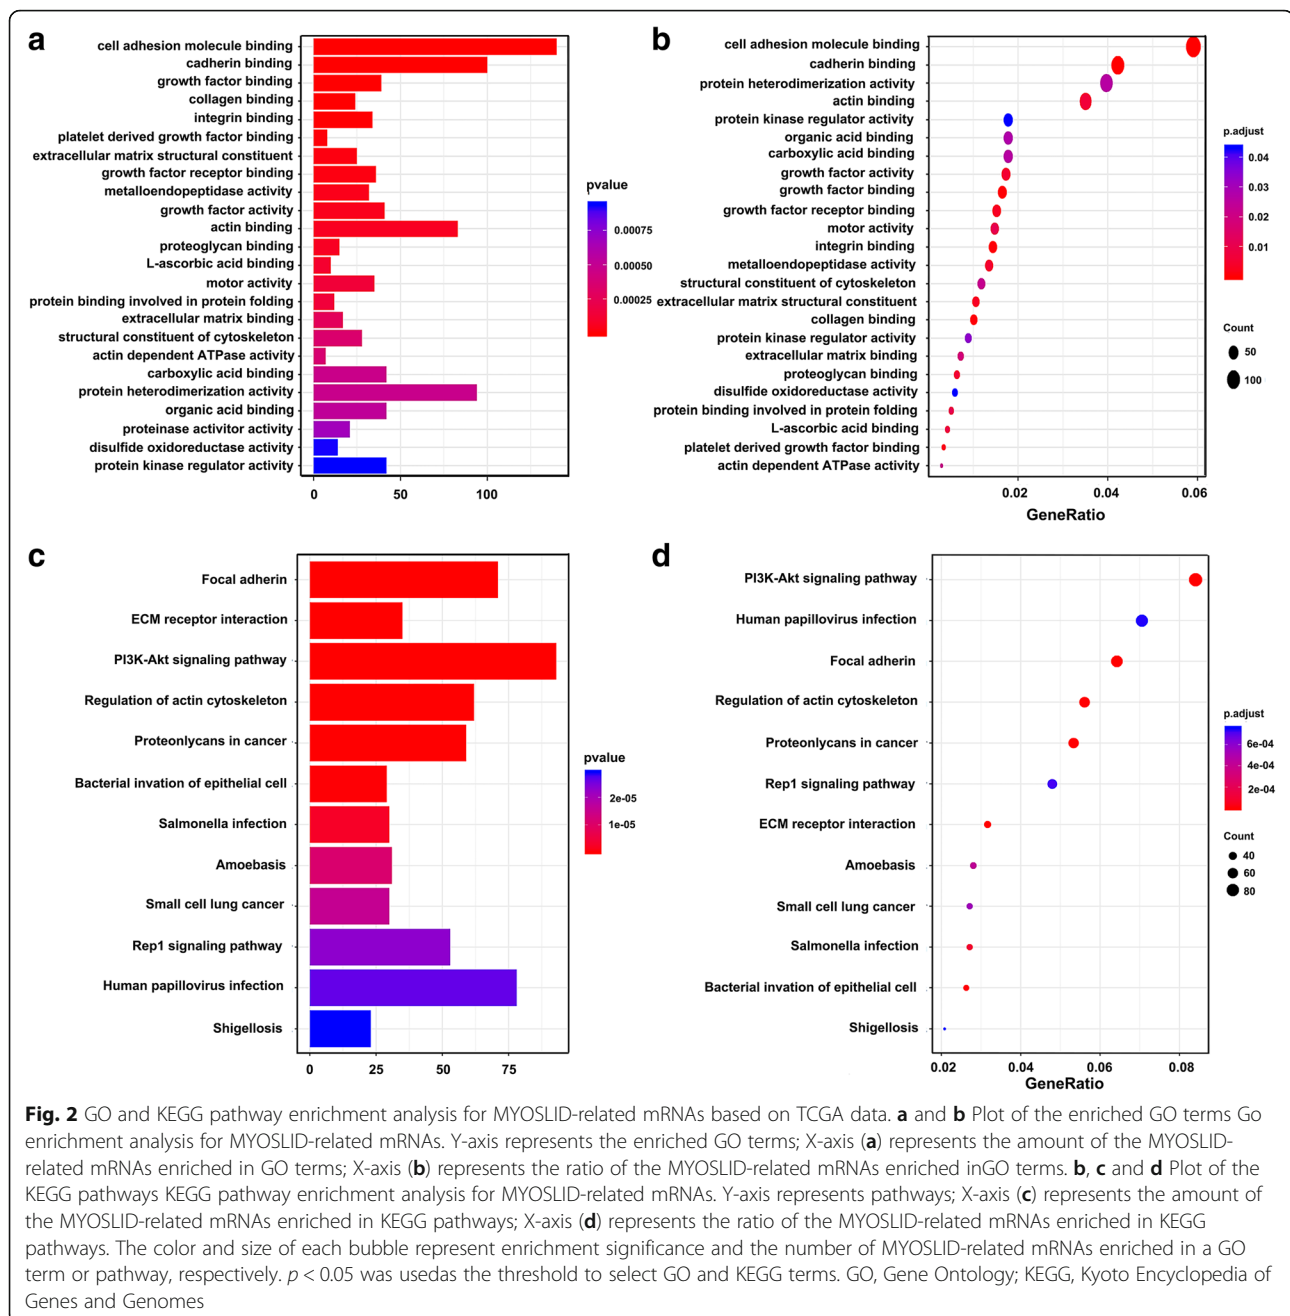 a
cell adhesion molecule binding
cadherin binding
growth factor binding
collagen binding
integrin binding
platelet derived growth factor binding
extracellular matrix structural constituent
growth factor receptor binding
metalloendopeptidase activity
growth factor activity
actin binding
proteoglycan binding
L-ascorbic acid binding
motor activity
protein binding involved in protein folding
extracellular matrix binding
structural constituent of cytoskeleton
actin dependent ATPase activity
carboxylic acid binding
protein heterodimerization activity
organic acid binding
proteinase activitor activity
disulfide oxidoreductase activity
protein kinase regulator activity
0 50 100
pvalue
0.00075
0.00050
0.00025
b
cell adhesion molecule binding
cadherin binding
protein heterodimerization activity
actin binding
protein kinase regulator activity
organic acid binding
carboxylic acid binding
growth factor activity
growth factor binding
growth factor receptor binding
motor activity
integrin binding
metalloendopeptidase activity
structural constituent of cytoskeleton
extracellular matrix structural constituent
collagen binding
protein kinase regulator activity
extracellular matrix binding
proteoglycan binding
disulfide oxidoreductase activity
protein binding involved in protein folding
L-ascorbic acid binding
platelet derived growth factor binding
actin dependent ATPase activity
0.02 0.04 0.06
GeneRatio
p.adjust
0.04
0.03
0.02
0.01
Count
50
100
c
Focal adherin
ECM receptor interaction
PI3K-Akt signaling pathway
Regulation of actin cytoskeleton
Proteonlycans in cancer
Bacterial invation of epithelial cell
Salmonella infection
Amoebasis
Small cell lung cancer
Rep1 signaling pathway
Human papillovirus infection
Shigellosis
0 25 50 75
pvalue
2e-05
1e-05
d
PI3K-Akt signaling pathway
Human papillovirus infection
Focal adherin
Regulation of actin cytoskeleton
Proteonlycans in cancer
Rep1 signaling pathway
ECM receptor interaction
Amoebasis
Small cell lung cancer
Salmonella infection
Bacterial invation of epithelial cell
Shigellosis
0.02 0.04 0.06 0.08
GeneRatio
p.adjust
6e-04
4e-04
2e-04
Count
40
60
80
Fig. 2 GO and KEGG pathway enrichment analysis for MYOSLID-related mRNAs based on TCGA data. a and b Plot of the enriched GO terms Go
enrichment analysis for MYOSLID-related mRNAs. Y-axis represents the enriched GO terms; X-axis (a) represents the amount of the MYOSLID-
related mRNAs enriched in GO terms; X-axis (b) represents the ratio of the MYOSLID-related mRNAs enriched inGO terms. b, c and d Plot of the
KEGG pathways KEGG pathway enrichment analysis for MYOSLID-related mRNAs. Y-axis represents pathways; X-axis (c) represents the amount of
the MYOSLID-related mRNAs enriched in KEGG pathways; X-axis (d) represents the ratio of the MYOSLID-related mRNAs enriched in KEGG
pathways. The color and size of each bubble represent enrichment significance and the number of MYOSLID-related mRNAs enriched in a GO
term or pathway, respectively. p < 0.05 was usedas the threshold to select GO and KEGG terms. GO, Gene Ontology; KEGG, Kyoto Encyclopedia of
Genes and Genomes